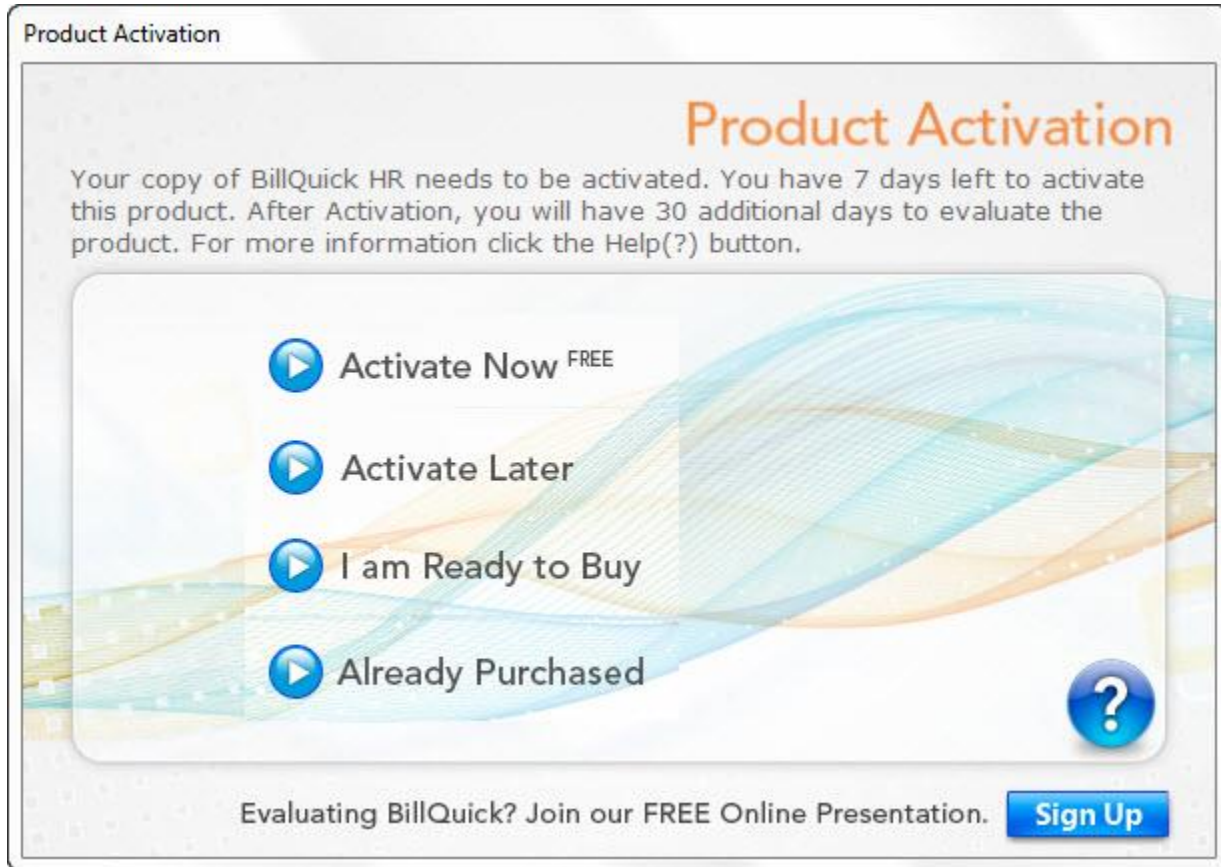 Product Activation
Product Activation
Your copy of BillQuick HR needs to be activated. You have 7 days left to activate
this product. After Activation, you will have 30 additional days to evaluate the
product. For more information click the Help(?) button.
Activate Now FREE
Activate Later
I am Ready to Buy
Already Purchased
?
Evaluating BillQuick? Join our FREE Online Presentation. Sign Up